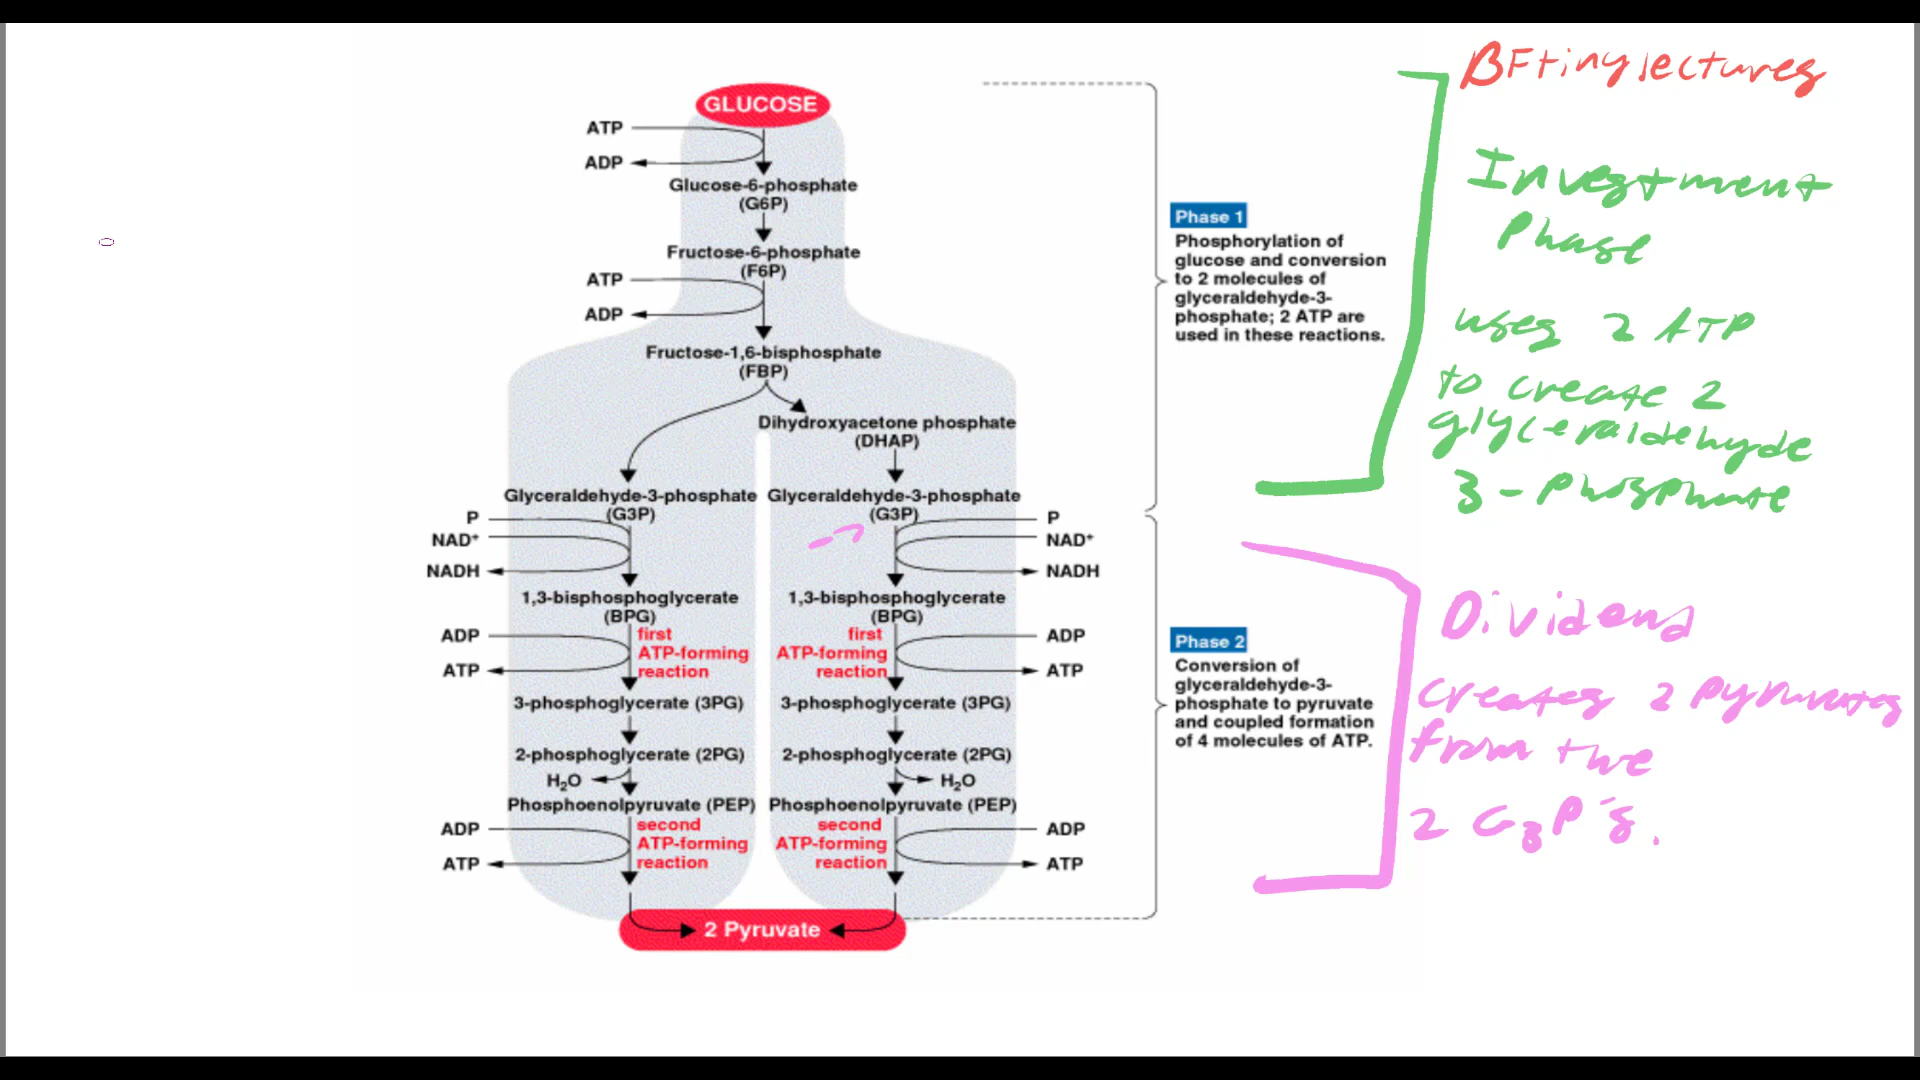 BFtinylectures
GLUCOSE
ATP
ADP
Glucose-6-phosphate
(G6P)
Fructose-6-phosphate
(F6P)
ATP
ADP
Fructose-1,6-bisphosphate
(FBP)
Dihydroxyacetone phosphate
(DHAP)
Glyceraldehyde-3-phosphate
(G3P)
Glyceraldehyde-3-phosphate
(G3P)
P
NAD⁺
NADH
P
NAD⁺
NADH
1,3-bisphosphoglycerate
(BPG)
1,3-bisphosphoglycerate
(BPG)
ADP
ATP
first
ATP-forming
reaction
first
ATP-forming
reaction
ADP
ATP
3-phosphoglycerate (3PG)
3-phosphoglycerate (3PG)
2-phosphoglycerate (2PG)
2-phosphoglycerate (2PG)
H₂O
H₂O
Phosphoenolpyruvate (PEP)
Phosphoenolpyruvate (PEP)
ADP
ATP
second
ATP-forming
reaction
second
ATP-forming
reaction
ADP
ATP
2 Pyruvate
Phase 1
Phosphorylation of
glucose and conversion
to 2 molecules of
glyceraldehyde-3-
phosphate; 2 ATP are
used in these reactions.
Phase 2
Conversion of
glyceraldehyde-3-
phosphate to pyruvate
and coupled formation
of 4 molecules of ATP.
Investment
Phase
uses 2 ATP
to create 2
glyceraldehyde
3-Phosphate
Dividend
creates 2 Pyruvates
from the
2 G3P's.